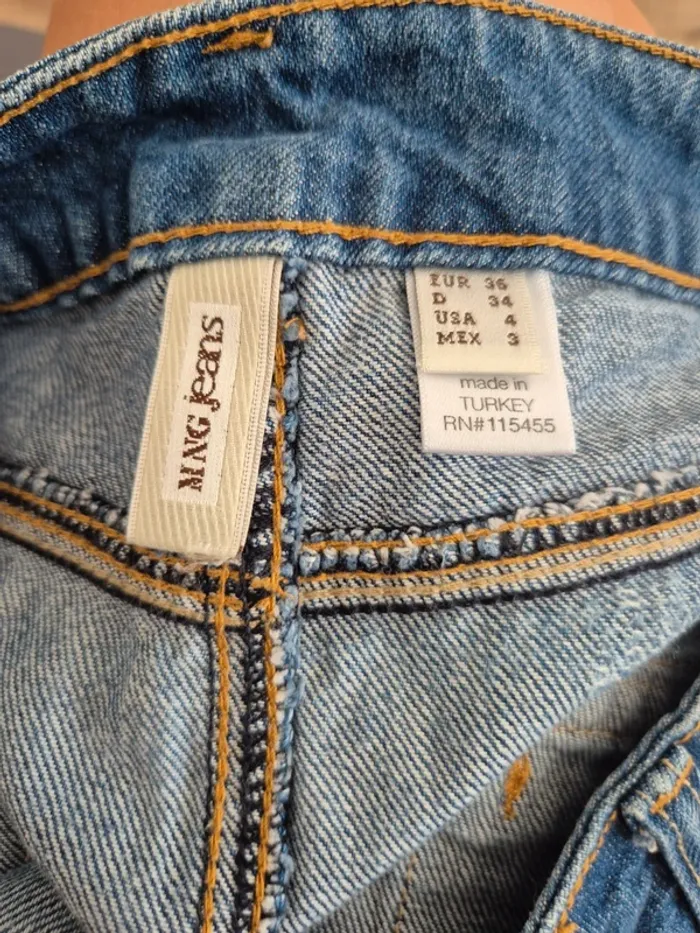 MNG jeans
EUR 36
D 34
USA 4
MEX 3
made in
TURKEY
RN#115455